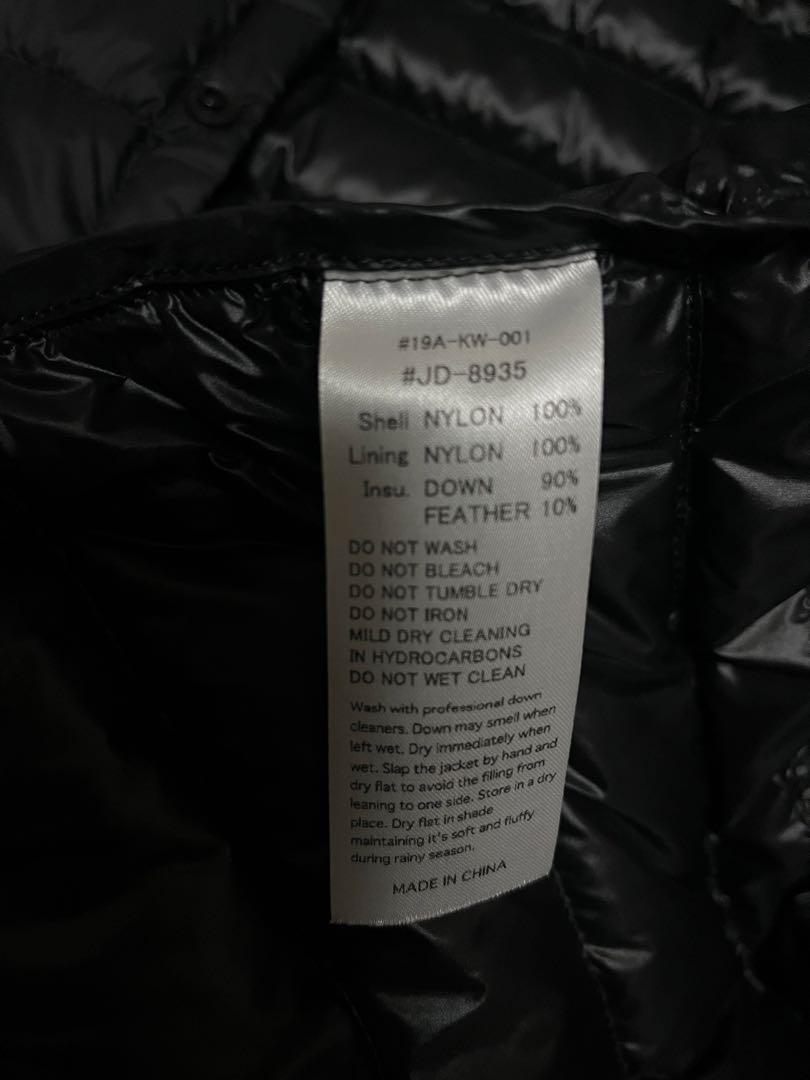 #19A-KW-001
#JD-8935
Shell NYLON 100%
Lining NYLON 100%
Insu. DOWN 90%
FEATHER 10%
DO NOT WASH
DO NOT BLEACH
DO NOT TUMBLE DRY
DO NOT IRON
MILD DRY CLEANING
IN HYDROCARBONS
DO NOT WET CLEAN
Wash with professional down
cleaners. Down may smell when
left wet. Dry immediately when
wet. Slap the jacket by hand and
dry flat to avoid the filling from
leaning to one side. Store in a dry
place. Dry flat in shade
maintaining it's soft and fluffy
during rainy season.
MADE IN CHINA